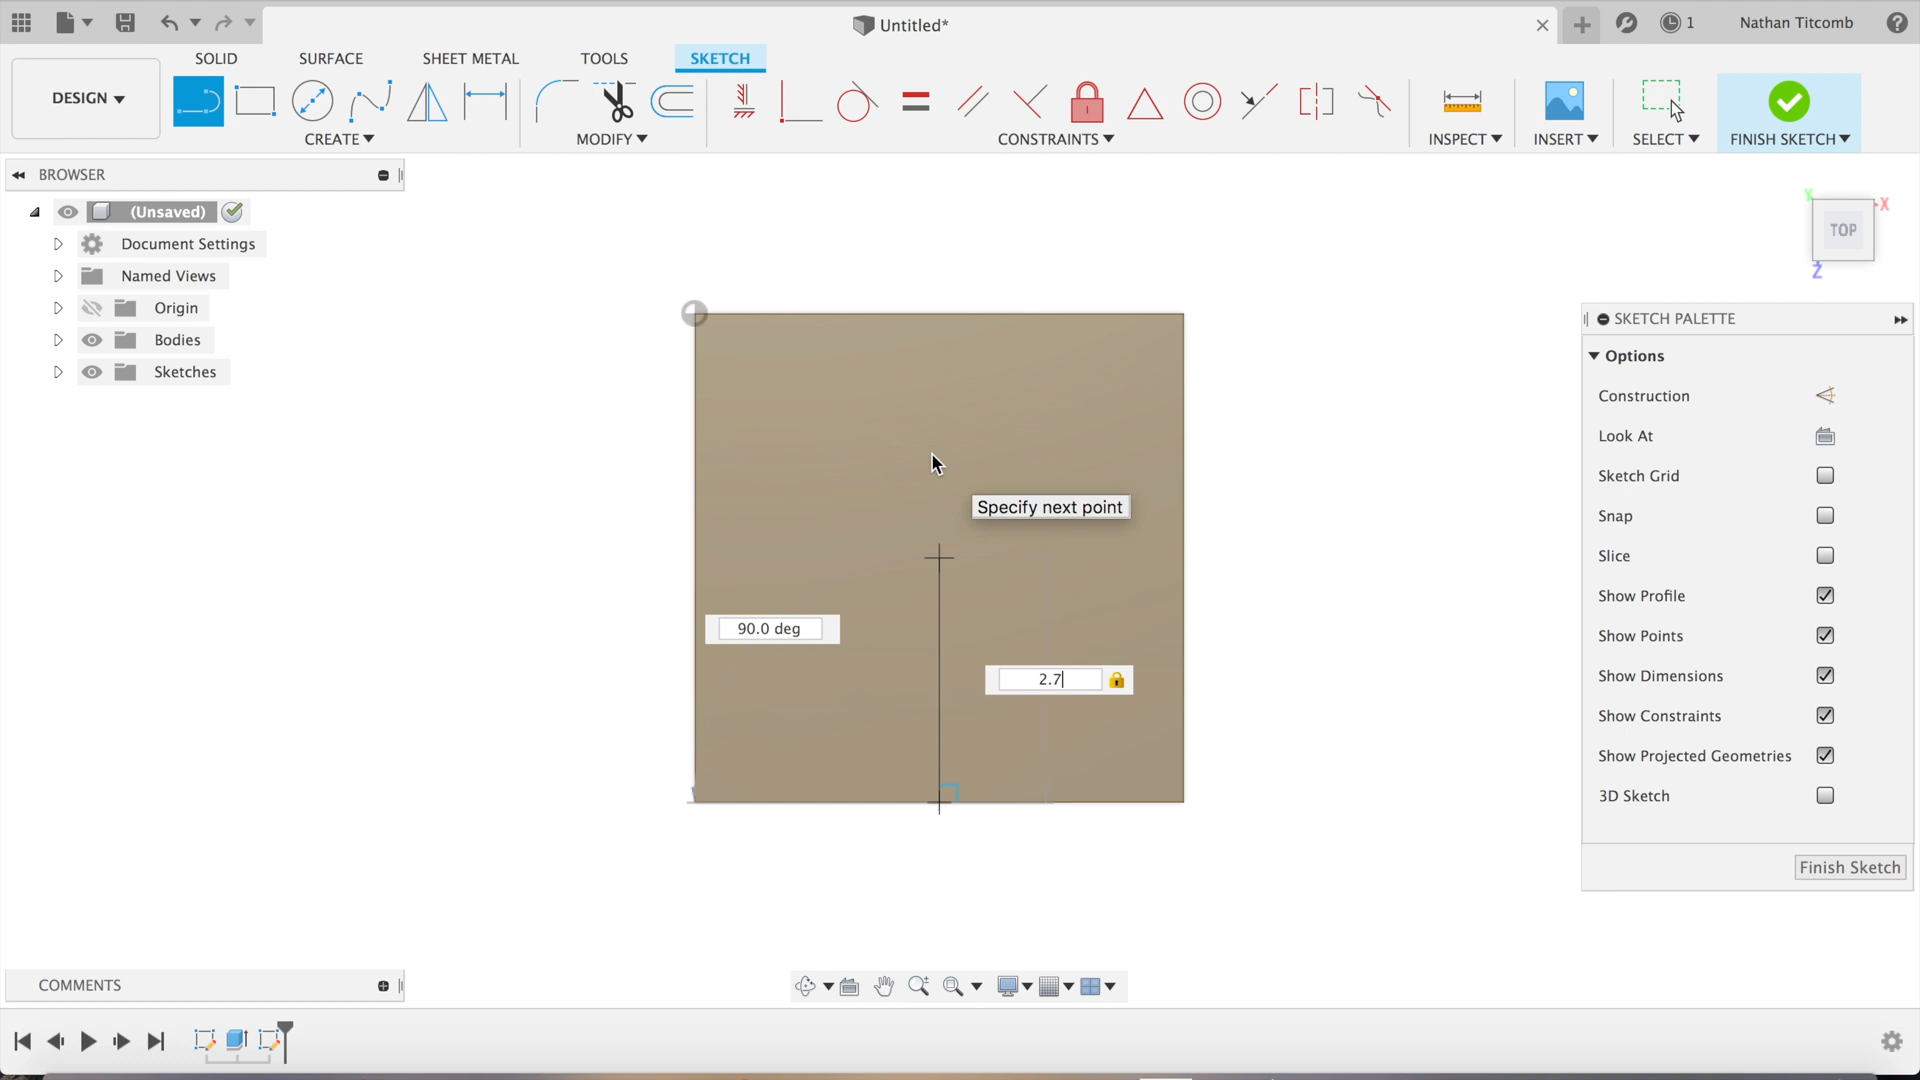 Untitled*
1
Nathan Titcomb
SOLID
SURFACE
SHEET METAL
TOOLS
SKETCH
DESIGN
CREATE
MODIFY
CONSTRAINTS
INSPECT
INSERT
SELECT
FINISH SKETCH
BROWSER
(Unsaved)
Document Settings
Named Views
Origin
Bodies
Sketches
Y
X
TOP
Z
SKETCH PALETTE
Options
Construction
Look At
Sketch Grid
Snap
Slice
Show Profile
Show Points
Show Dimensions
Show Constraints
Show Projected Geometries
3D Sketch
Finish Sketch
Specify next point
90.0 deg
2.7
COMMENTS